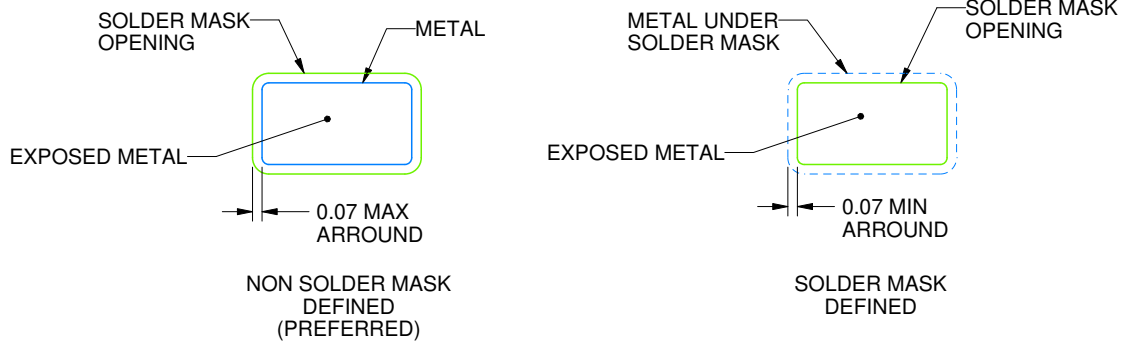 SOLDER MASK
OPENING
METAL
EXPOSED METAL
0.07 MAX
ARROUND
NON SOLDER MASK
DEFINED
(PREFERRED)
METAL UNDER
SOLDER MASK
SOLDER MASK
OPENING
EXPOSED METAL
0.07 MIN
ARROUND
SOLDER MASK
DEFINED